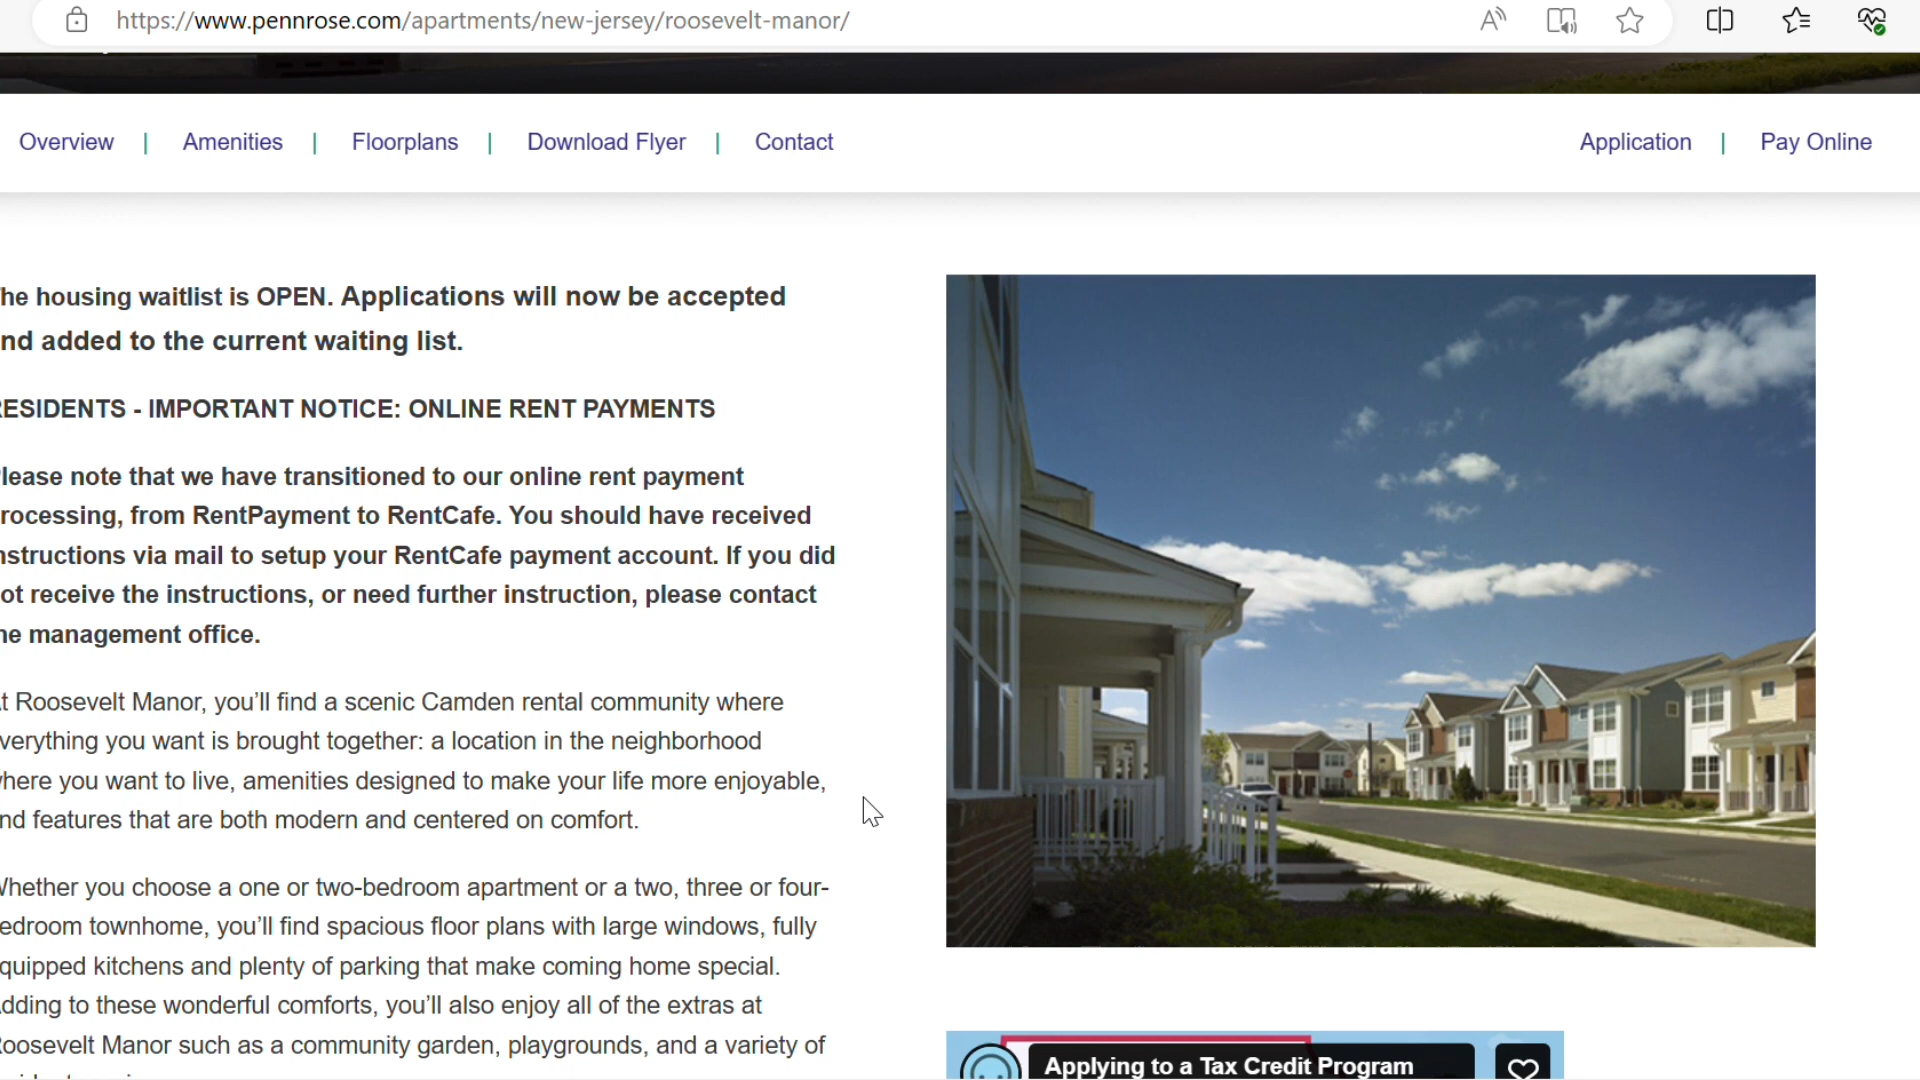 https://www.pennrose.com/apartments/new-jersey/roosevelt-manor/
Overview | Amenities | Floorplans | Download Flyer | Contact
Application | Pay Online
he housing waitlist is OPEN. Applications will now be accepted
nd added to the current waiting list.
ESIDENTS - IMPORTANT NOTICE: ONLINE RENT PAYMENTS
lease note that we have transitioned to our online rent payment
rocessing, from RentPayment to RentCafe. You should have received
nstructions via mail to setup your RentCafe payment account. If you did
ot receive the instructions, or need further instruction, please contact
he management office.
t Roosevelt Manor, you’ll find a scenic Camden rental community where
verything you want is brought together: a location in the neighborhood
here you want to live, amenities designed to make your life more enjoyable,
nd features that are both modern and centered on comfort.
hether you choose a one or two-bedroom apartment or a two, three or four-
edroom townhome, you’ll find spacious floor plans with large windows, fully
quipped kitchens and plenty of parking that make coming home special.
dding to these wonderful comforts, you’ll also enjoy all of the extras at
oosevelt Manor such as a community garden, playgrounds, and a variety of
Applying to a Tax Credit Program